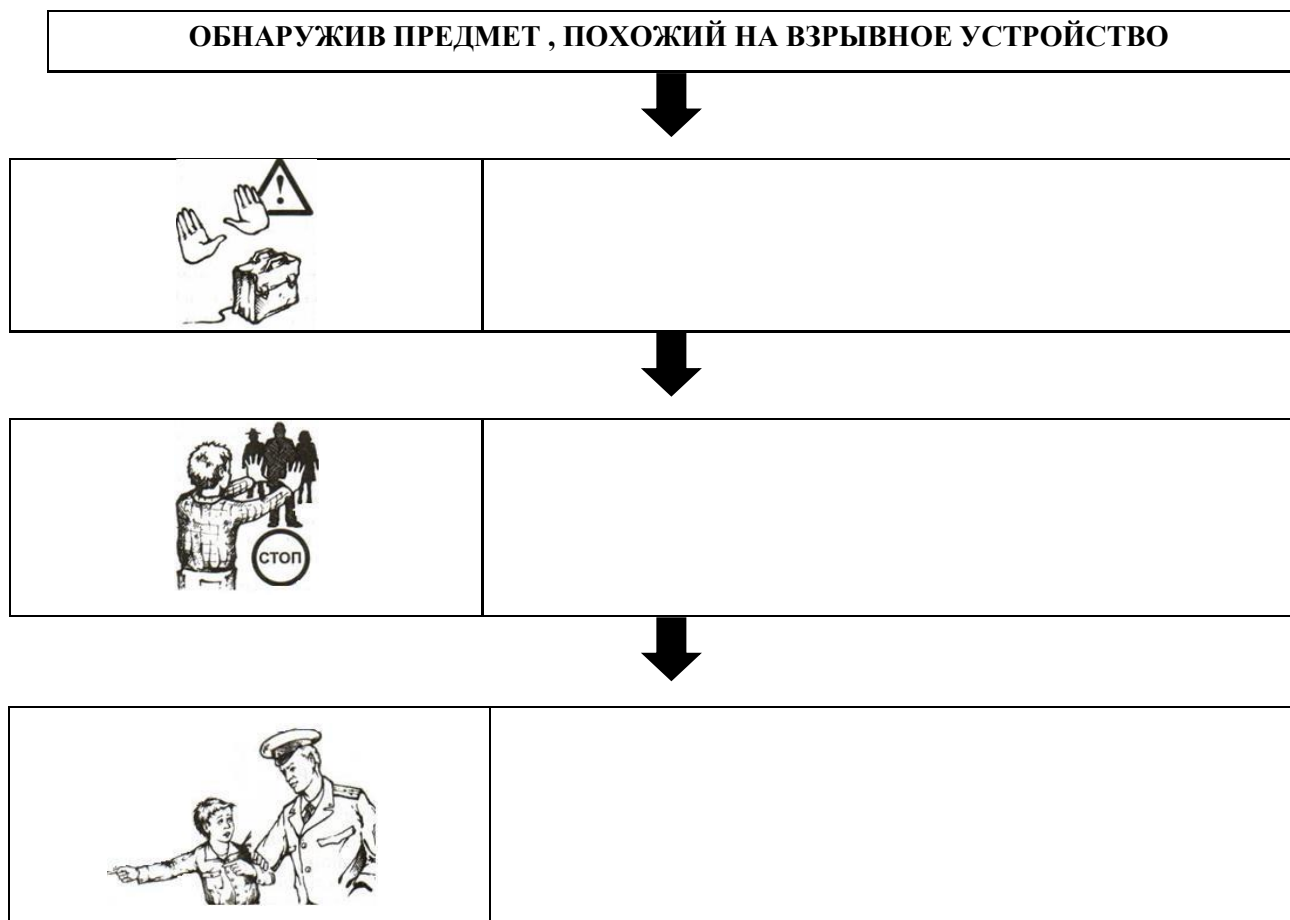 ОБНАРУЖИВ ПРЕДМЕТ , ПОХОЖИЙ НА ВЗРЫВНОЕ УСТРОЙСТВО
СТОП